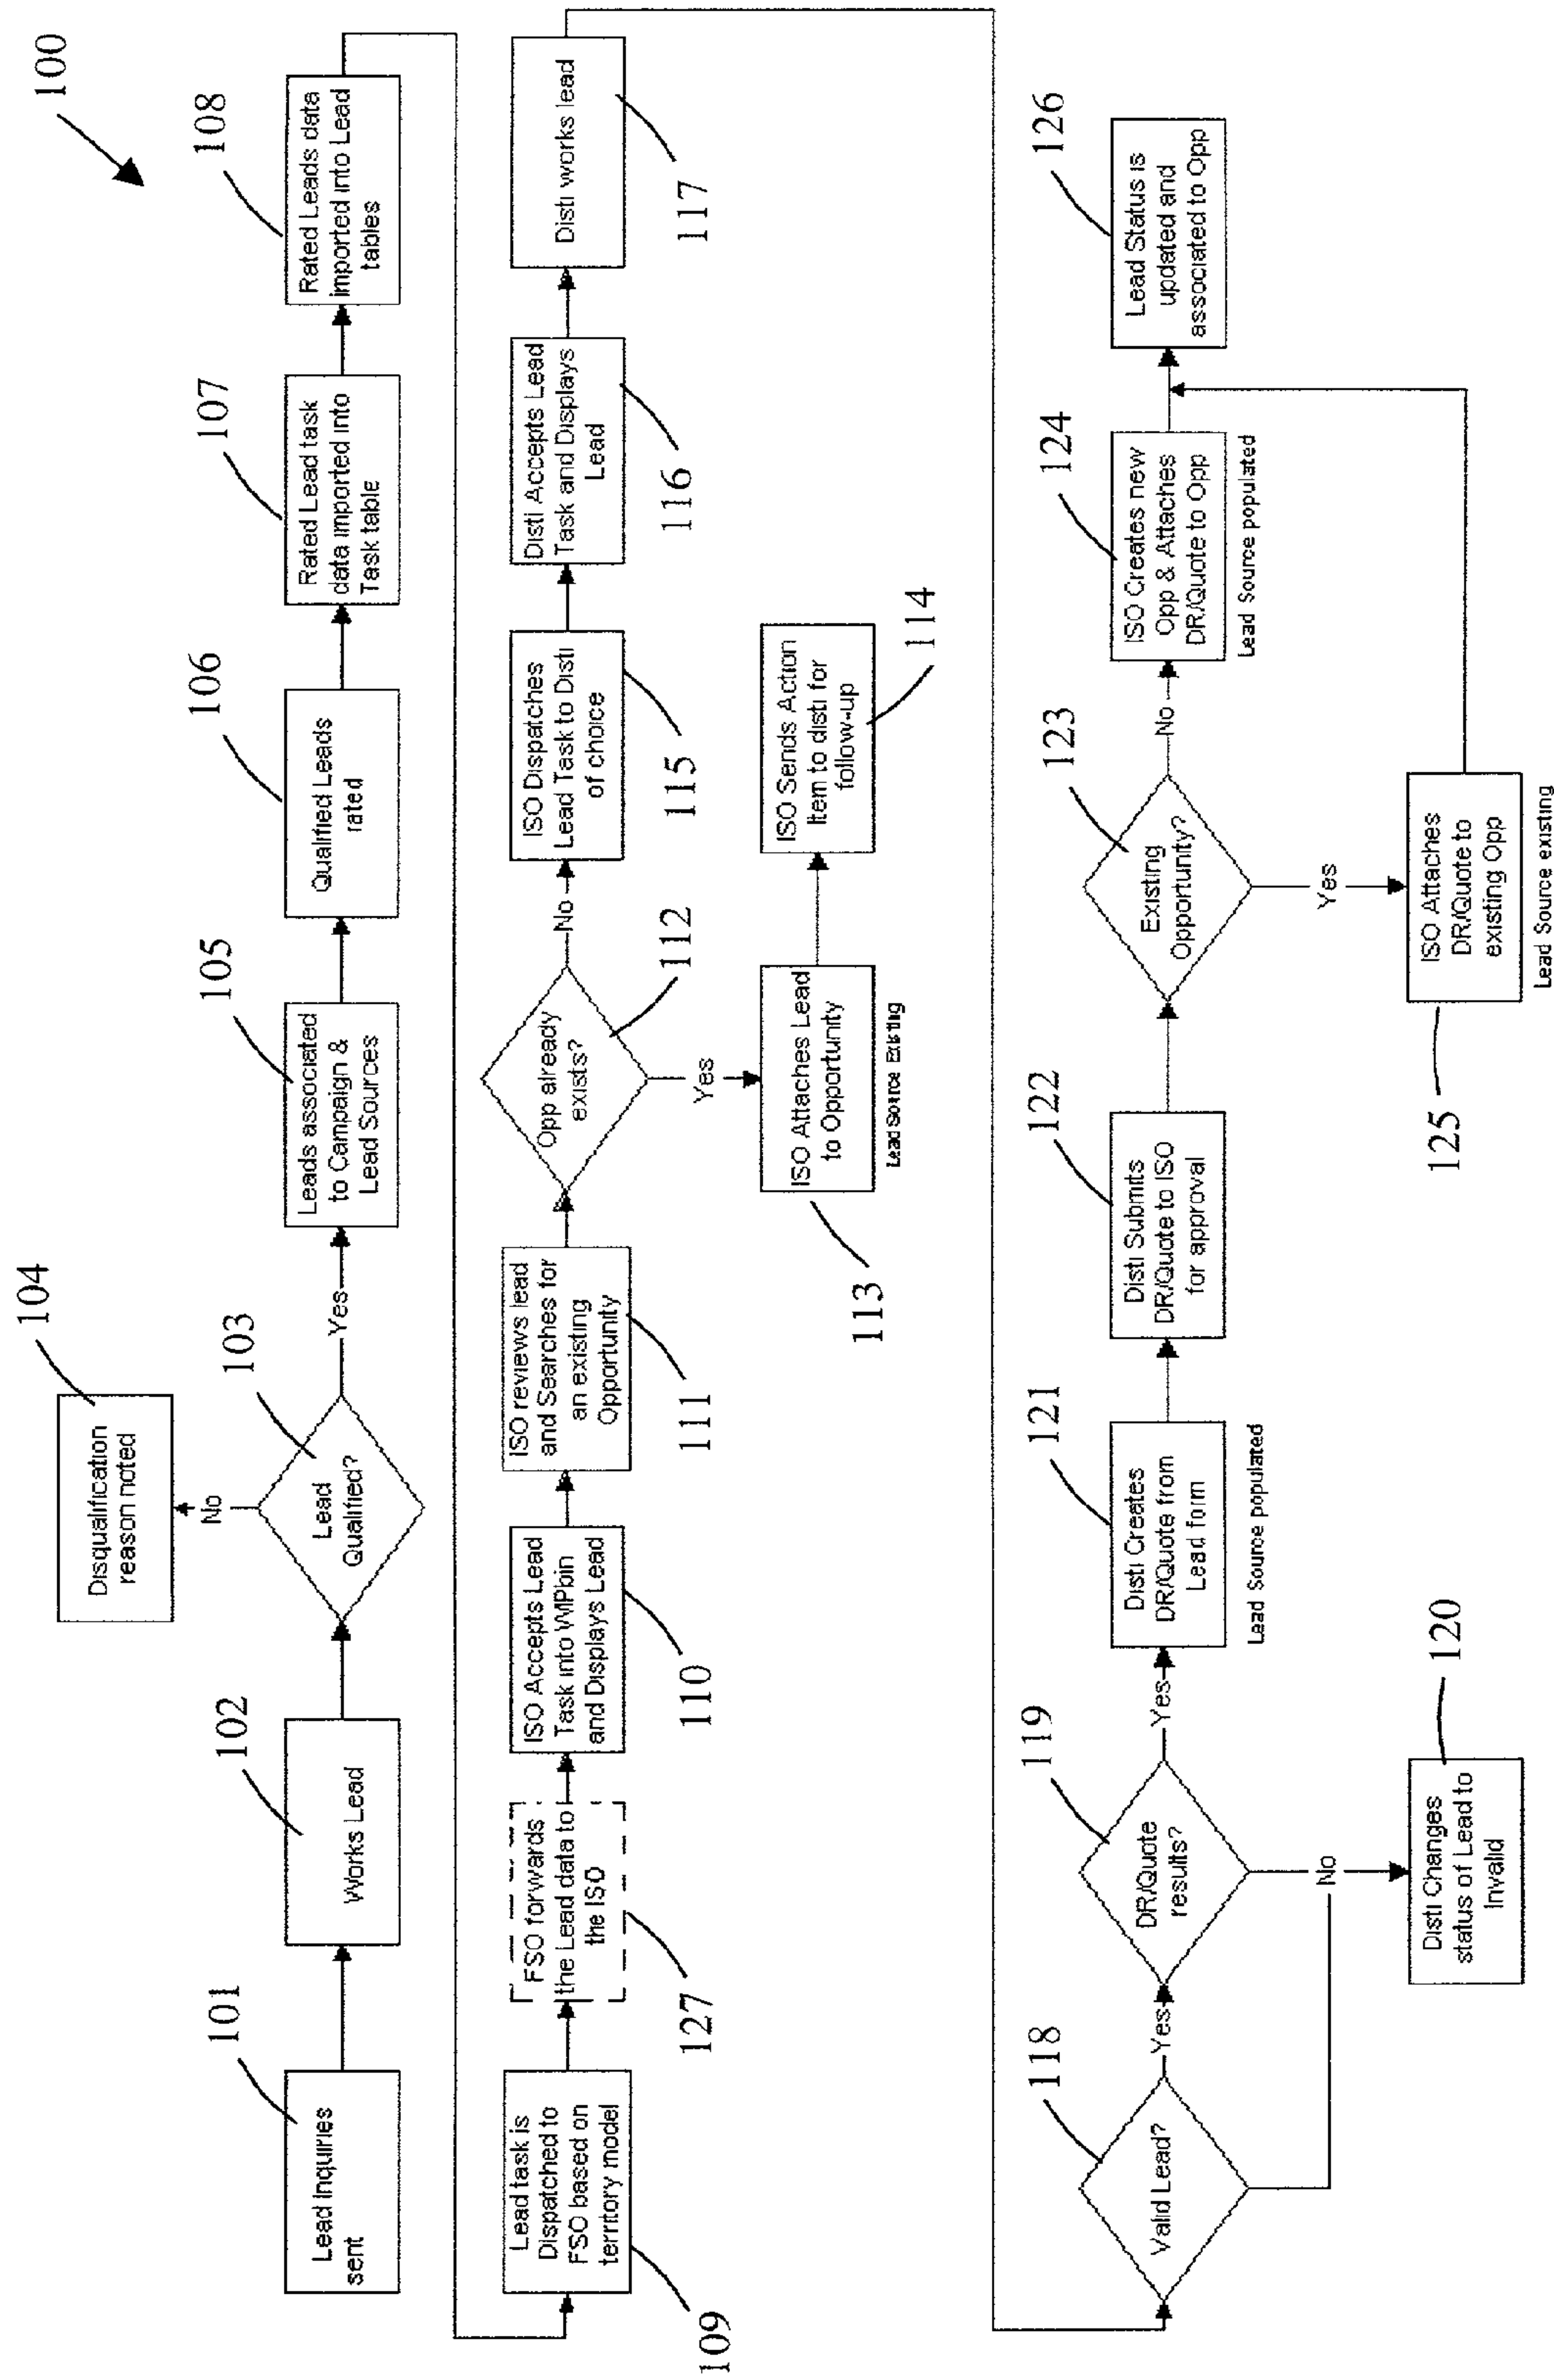 100
101
Lead Inquiries
sent
102
Works Lead
103
Lead
Qualified?
No
104
Disqualification
reason noted
Yes
105
Leads associated
to Campaign &
Lead Sources
106
Qualified Leads
rated
107
Rated Lead task
data imported into
Task table
108
Rated Leads data
imported into Lead
tables
109
Lead task is
Dispatched to
FSO based on
territory model
127
FSO forwards
the Lead data to
the ISO
110
ISO Accepts Lead
Task into WIPbin
and Displays Lead
111
ISO reviews lead
and Searches for
an existing
Opportunity
112
Opp already
exists?
Yes
113
ISO Attaches Lead
to Opportunity
Lead Source Existing
114
ISO Sends Action
Item to disti for
follow-up
No
115
ISO Dispatches
Lead Task to Disti
of choice
116
Disti Accepts Lead
Task and Displays
Lead
117
Disti works lead
118
Valid Lead?
Yes
119
DR/Quote
results?
No
120
Disti Changes
status of Lead to
Invalid
Yes
121
Disti Creates
DR/Quote from
Lead form
Lead Source populated
122
Disti Submits
DR/Quote to ISO
for approval
123
Existing
Opportunity?
No
124
ISO Creates new
Opp & Attaches
DR/Quote to Opp
Lead Source populated
Yes
125
ISO Attaches
DR/Quote to
existing Opp
Lead Source existing
126
Lead Status is
updated and
associated to Opp